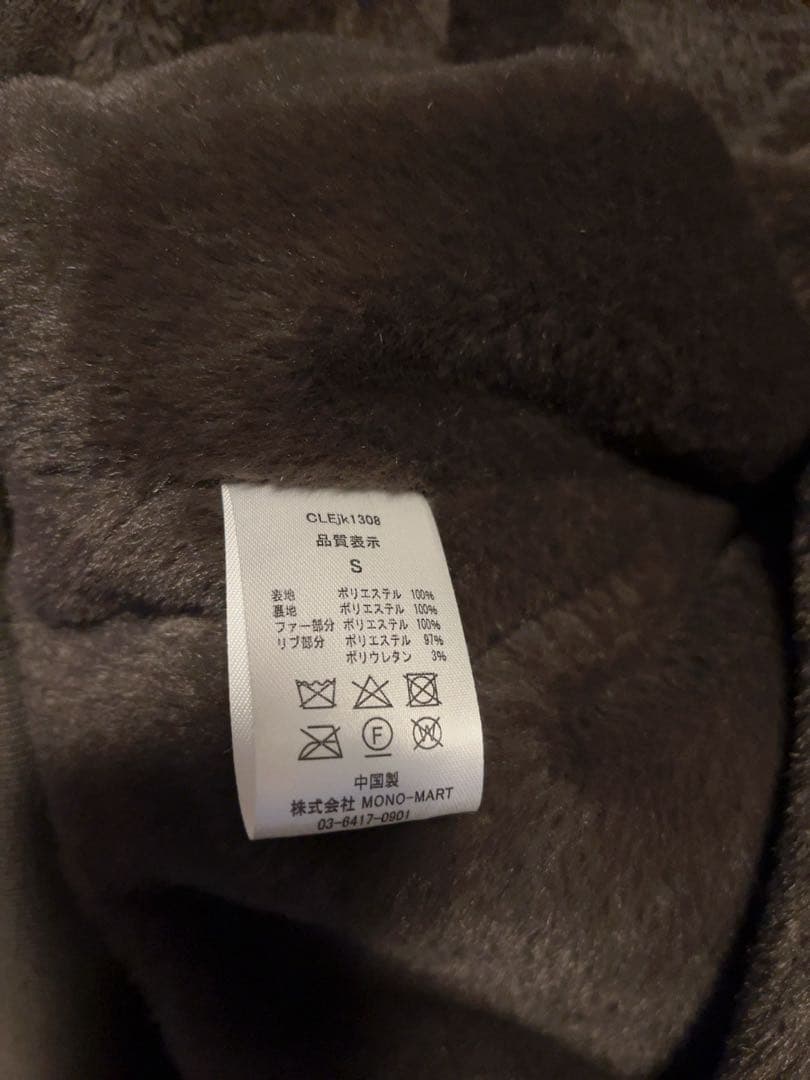 CLEjk1308
品質表示
S
表地 ポリエステル 100%
裏地 ポリエステル 100%
ファー部分 ポリエステル 100%
リブ部分 ポリエステル 97%
ポリウレタン 3%
F W
中国製
株式会社 MONO-MART
03-6417-0901